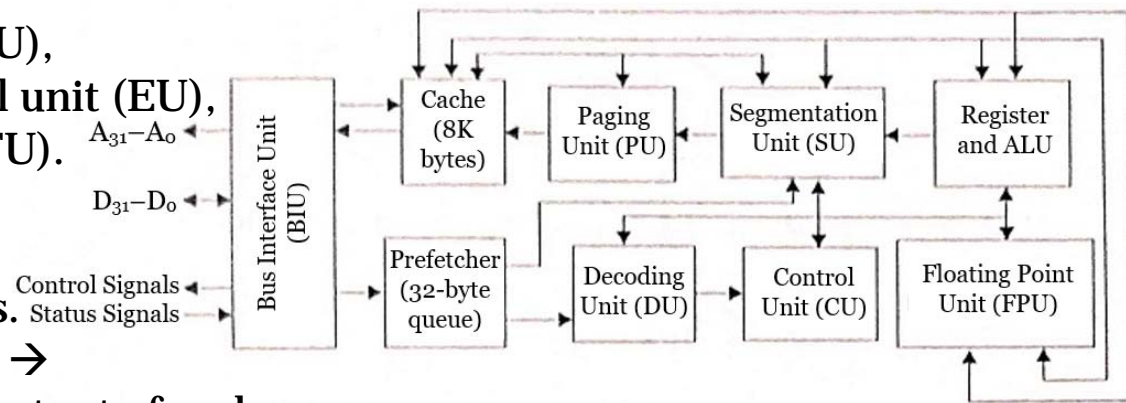 U),
l unit (EU),
TU).
s.
→
A31–A0
D31–D0
Control Signals
Status Signals
Bus Interface Unit
(BIU)
Cache
(8K
bytes)
Paging
Unit (PU)
Segmentation
Unit (SU)
Register
and ALU
Prefetcher
(32-byte
queue)
Decoding
Unit (DU)
Control
Unit (CU)
Floating Point
Unit (FPU)